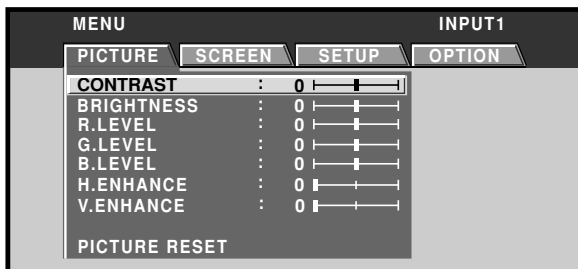 MENU INPUT1
PICTURE SCREEN SETUP OPTION
CONTRAST : 0
BRIGHTNESS : 0
R.LEVEL : 0
G.LEVEL : 0
B.LEVEL : 0
H.ENHANCE : 0
V.ENHANCE : 0
PICTURE RESET